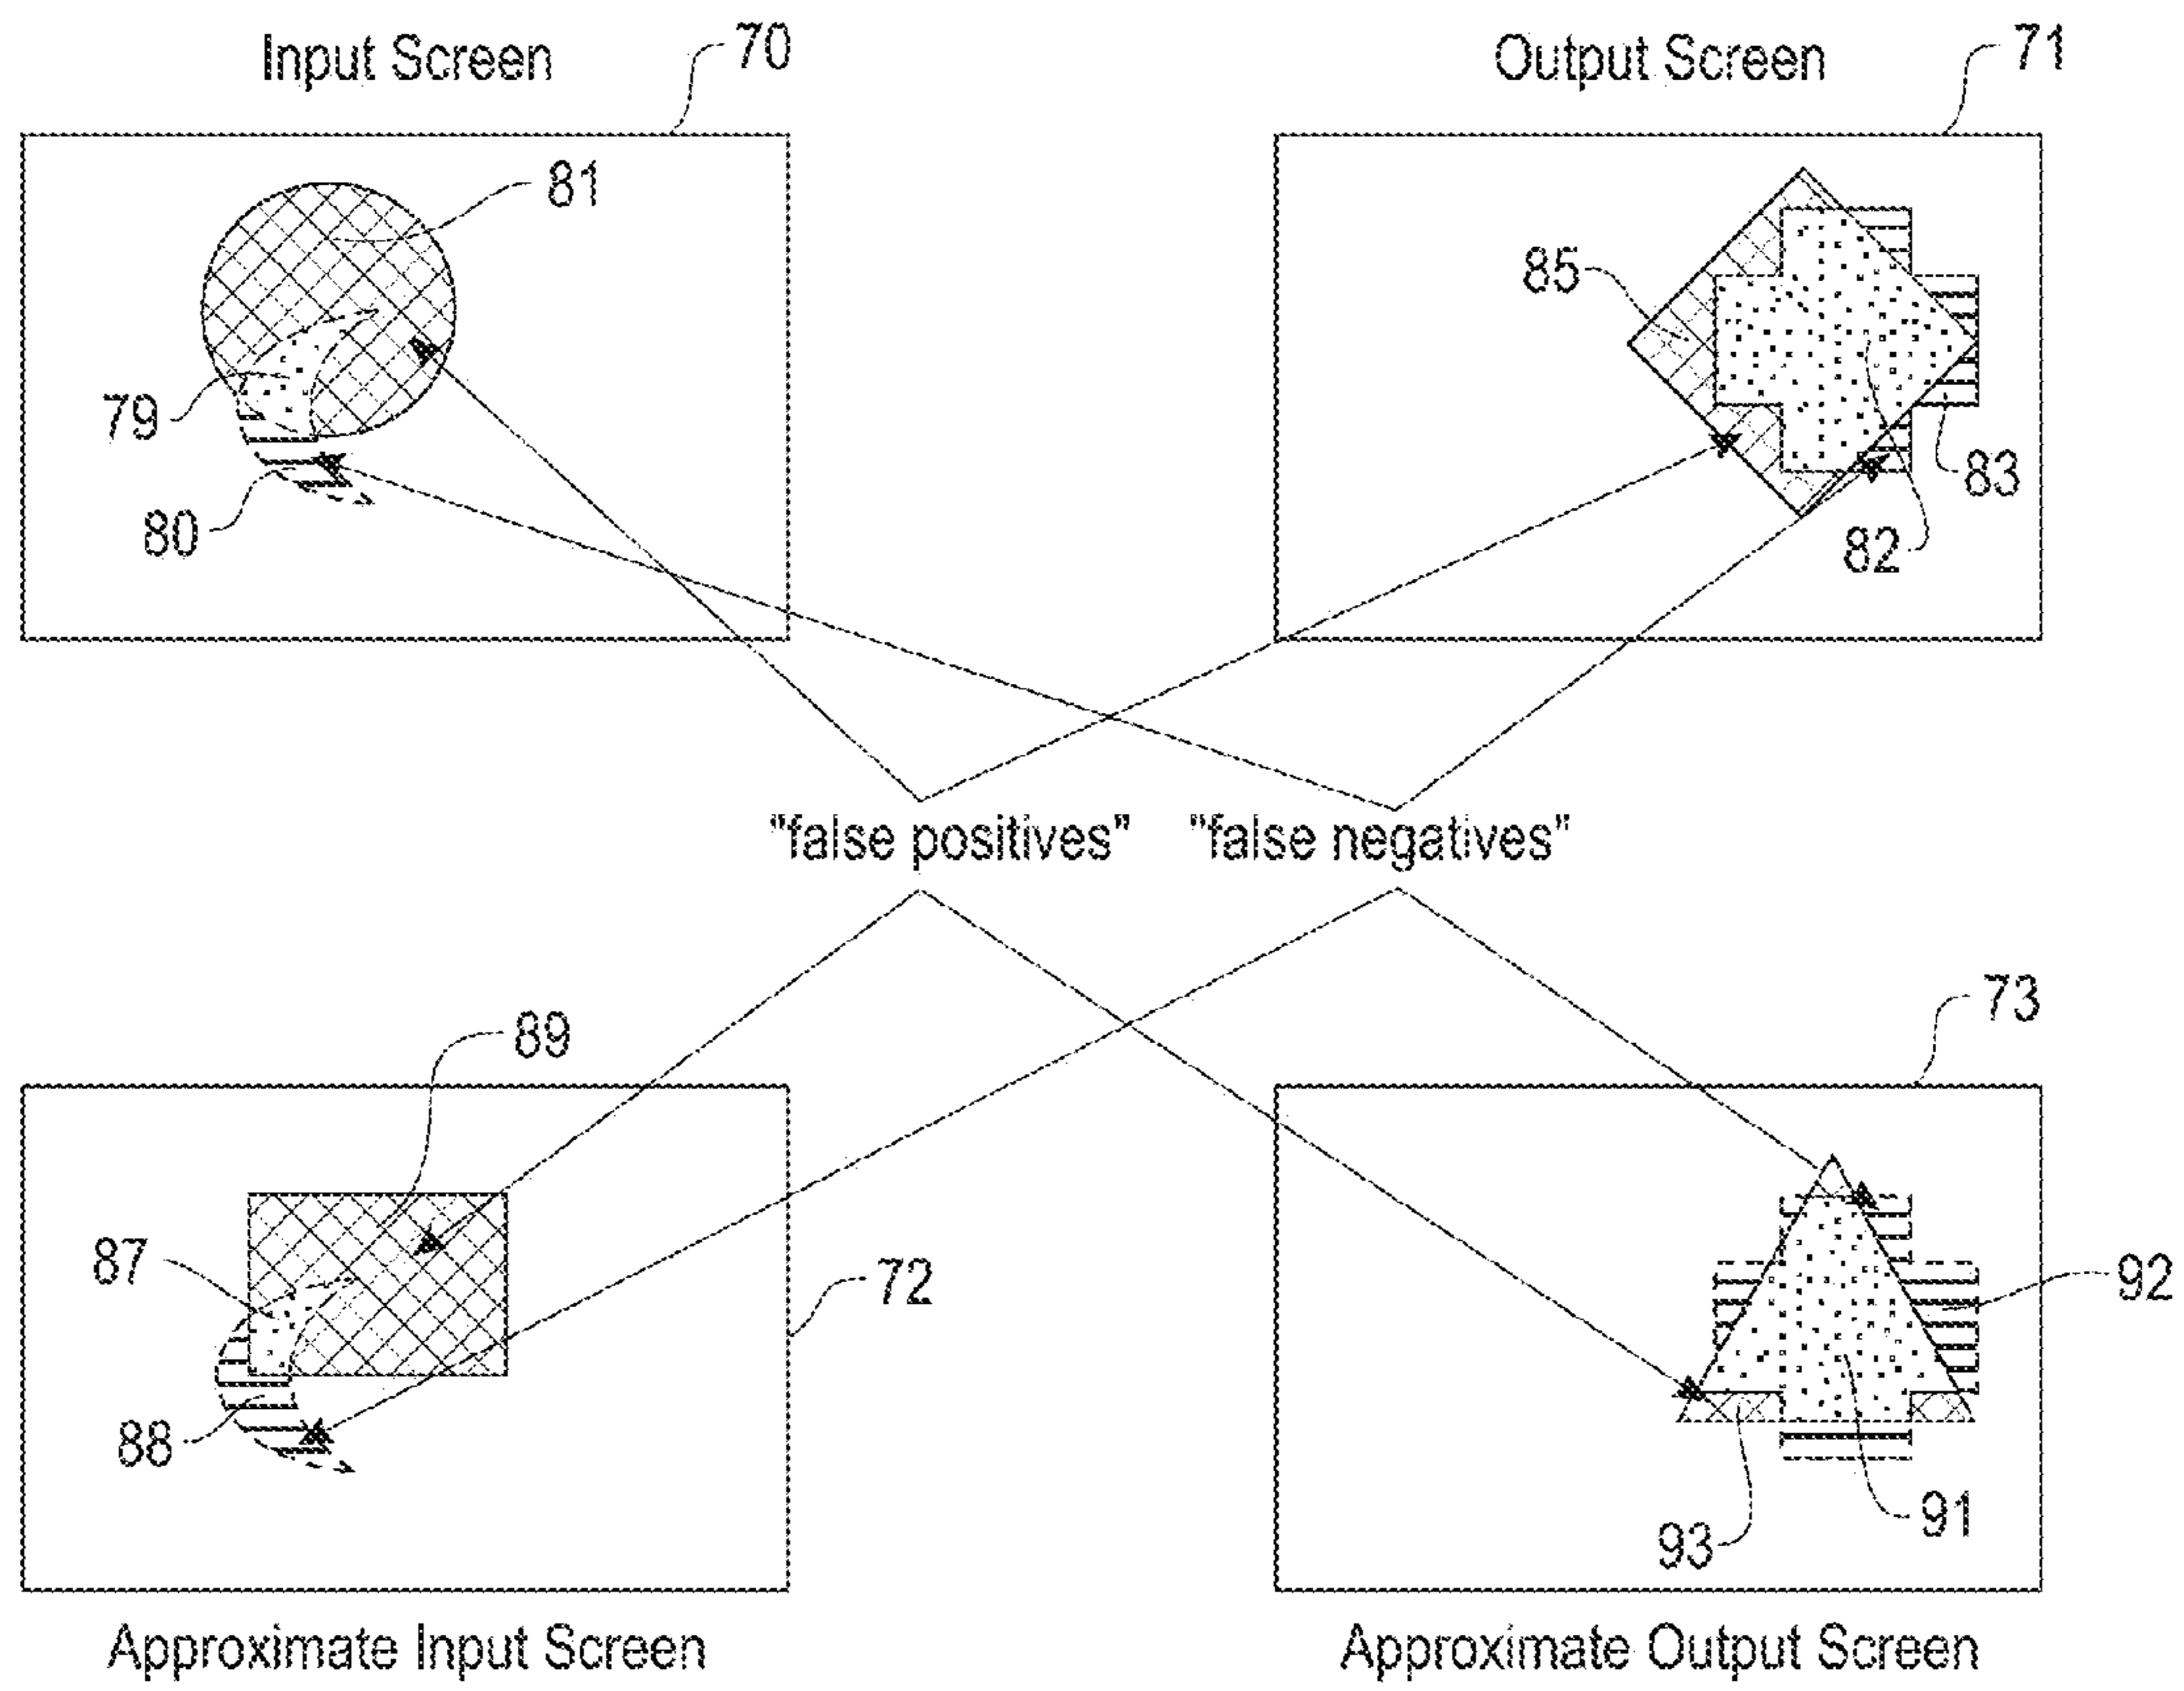 Input Screen
70
Output Screen
71
81
85
79
80
83
82
"false positives"
"false negatives"
89
73
87
72
92
88
91
93
Approximate Input Screen
Approximate Output Screen